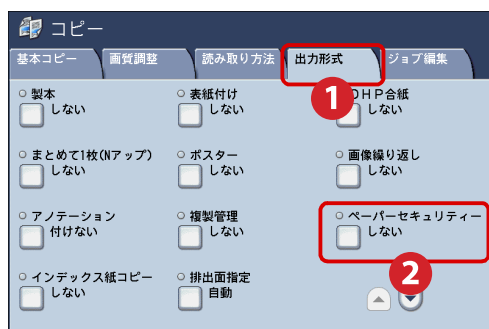 コピー
基本コピー 画質調整 読み取り方法 出力形式 ジョブ編集
製本 表紙付け OHP合紙
しない しない しない
まとめて1枚(Nアップ) ポスター 画像繰り返し
しない しない しない
アノテーション 複製管理 ペーパーセキュリティー
付けない しない しない
インデックス紙コピー 排出面指定
しない 自動
1
2